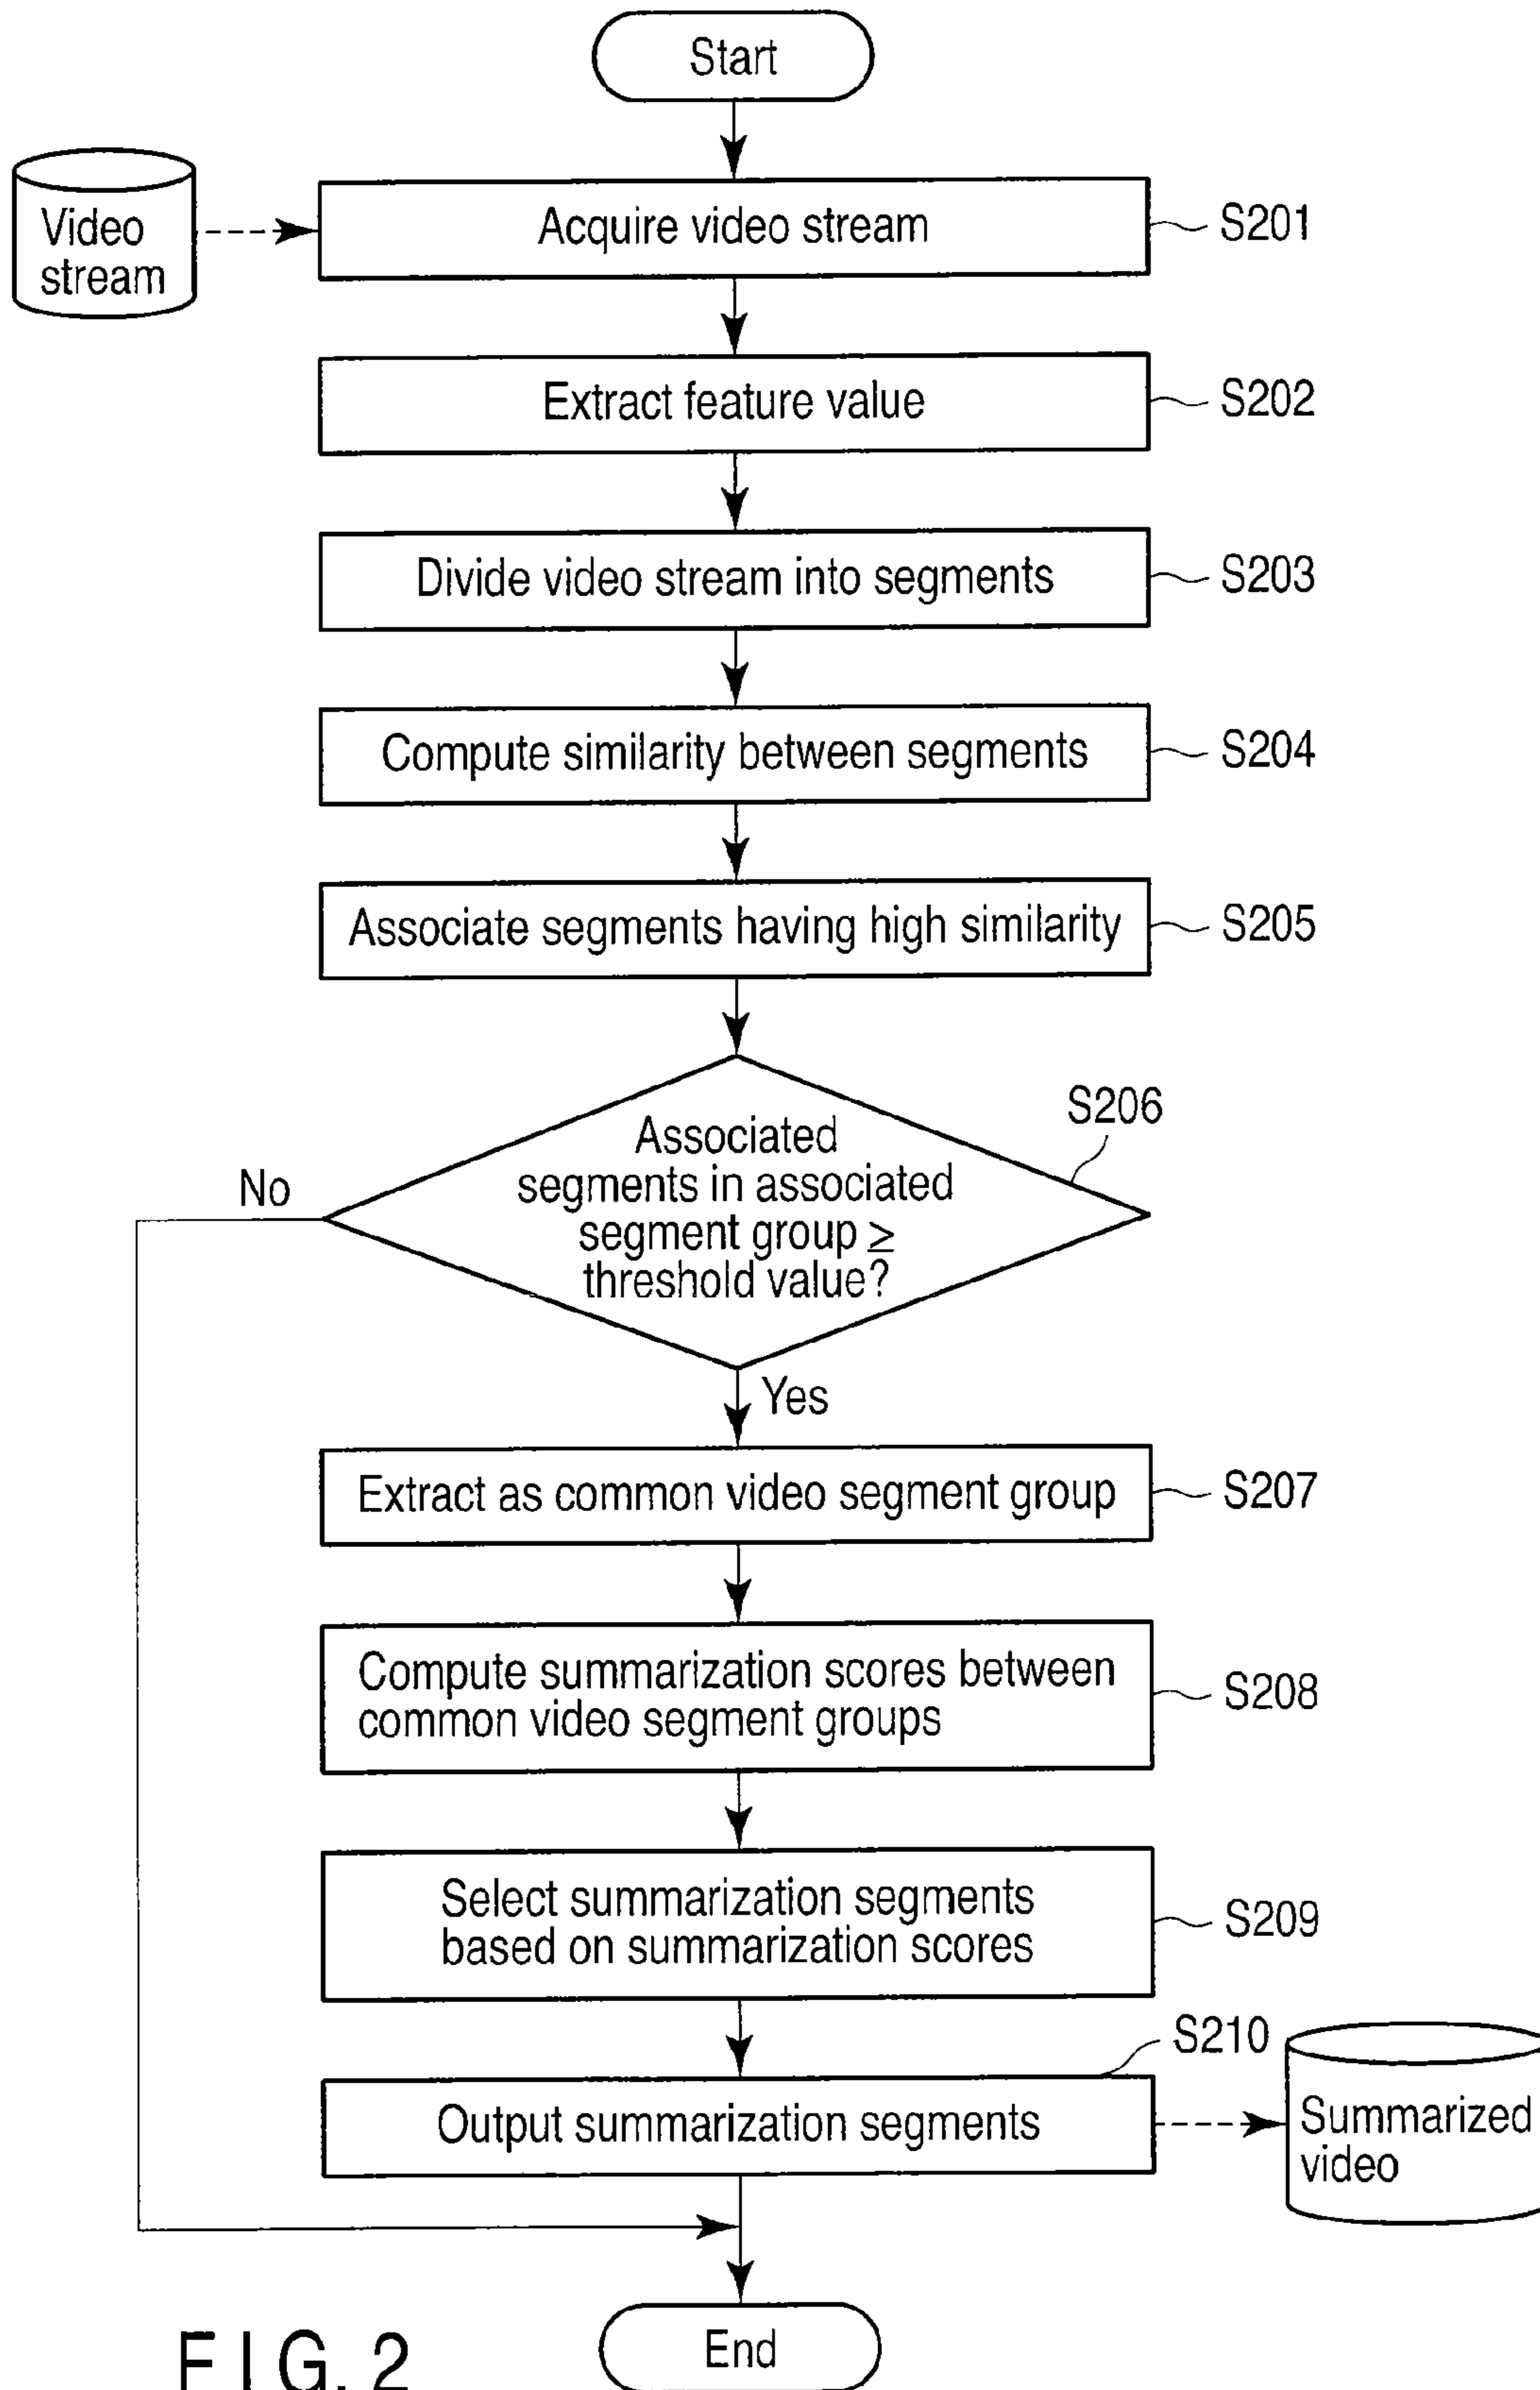 Start
Video
stream
Acquire video stream
S201
Extract feature value
S202
Divide video stream into segments
S203
Compute similarity between segments
S204
Associate segments having high similarity
S205
S206
Associated
segments in associated
segment group ≥
threshold value?
No
Yes
Extract as common video segment group
S207
Compute summarization scores between
common video segment groups
S208
Select summarization segments
based on summarization scores
S209
S210
Output summarization segments
Summarized
video
End
FIG. 2